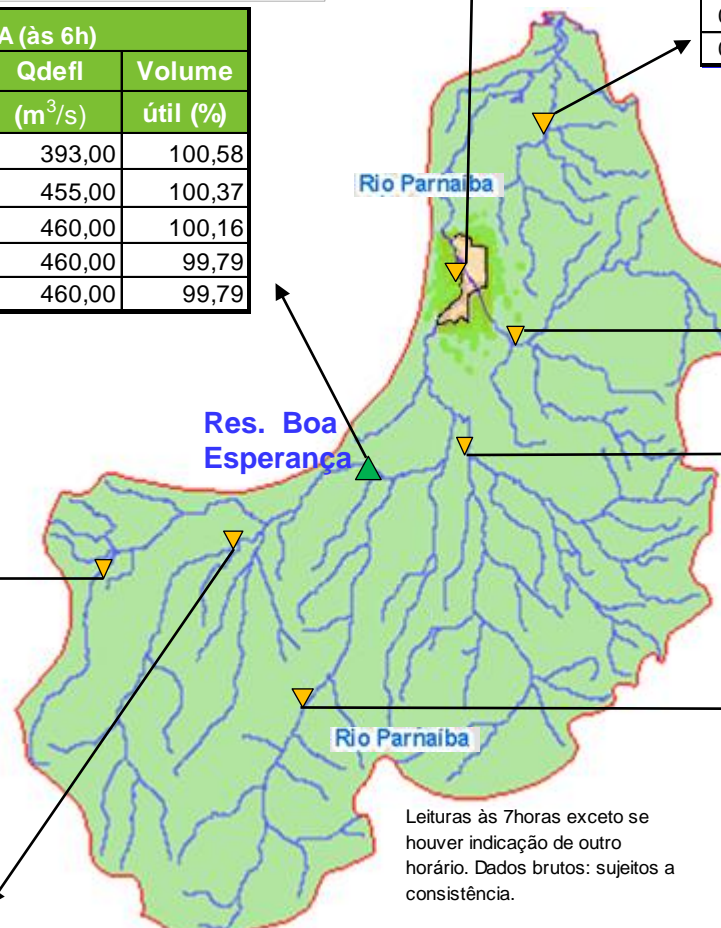 A (às 6h)
Qdefl Volume
(m³/s) útil (%)
393,00 100,58
455,00 100,37
460,00 100,16
460,00 99,79
460,00 99,79
Rio Parnaíba
Res. Boa
Esperança
Rio Parnaíba
Leituras às 7horas exceto se
houver indicação de outro
horário. Dados brutos: sujeitos a
consistência.